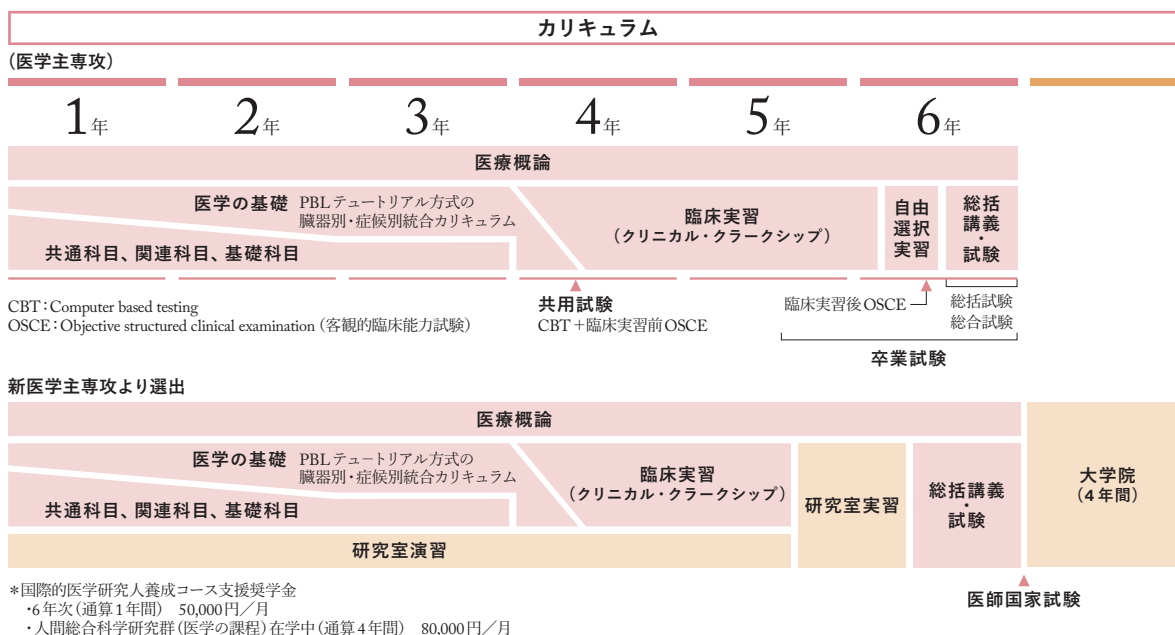 カリキュラム
(医学主専攻)
1年 2年 3年 4年 5年 6年
医療概論
医学の基礎 PBLテュートリアル方式の
臓器別・症候別統合カリキュラム
共通科目、関連科目、基礎科目
臨床実習
(クリニカル・クラークシップ)
自由
選択
実習
総括
講義
・
試験
CBT:Computer based testing
OSCE:Objective structured clinical examination (客観的臨床能力試験)
共用試験
CBT+臨床実習前OSCE
臨床実習後OSCE
総括試験
総合試験
卒業試験
新医学主専攻より選出
医療概論
医学の基礎 PBLテュートリアル方式の
臓器別・症候別統合カリキュラム
共通科目、関連科目、基礎科目
臨床実習
(クリニカル・クラークシップ)
研究室演習
研究室実習
総括講義
・
試験
大学院
(4年間)
医師国家試験
*国際的医学研究人養成コース支援奨学金
・6年次(通算1年間) 50,000円/月
・人間総合科学研究群(医学の課程)在学中(通算4年間) 80,000円/月